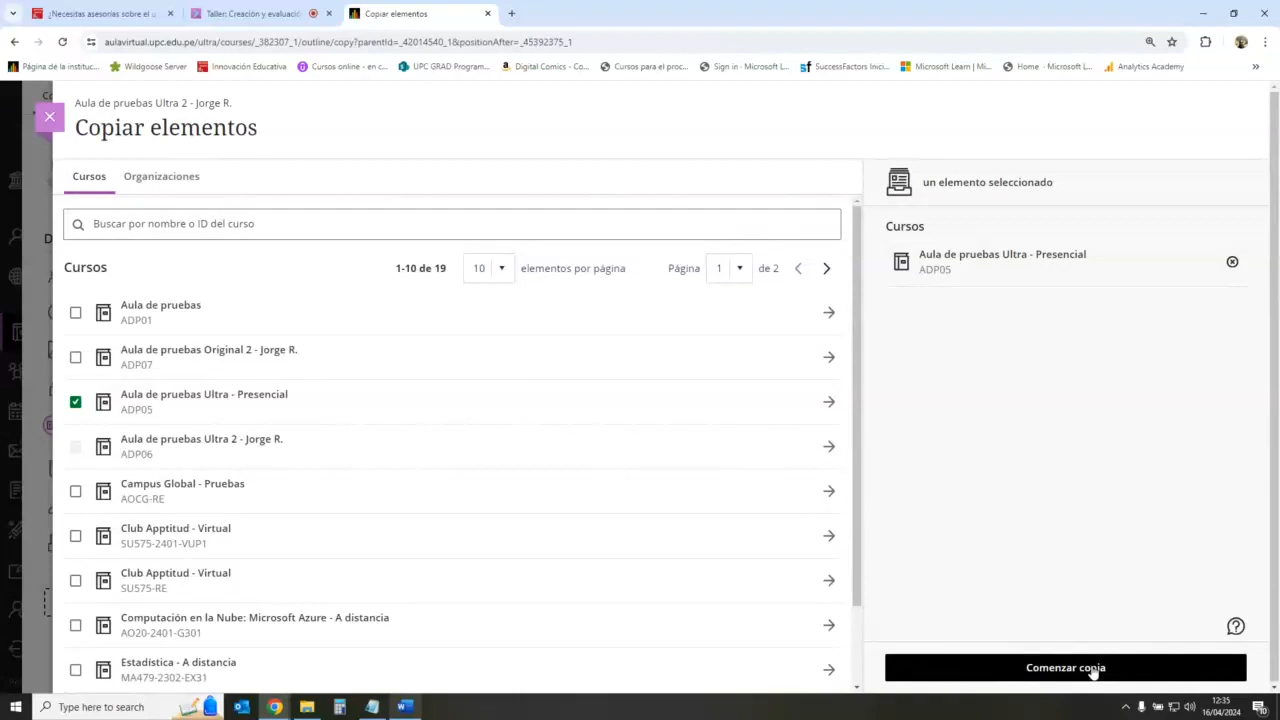 ¿Necesitas asesorías sobre el u
Taller: Creación y evaluació
Copiar elementos
aulavirtual.upc.edu.pe/ultra/courses/_382307_1/outline/copy?parentId=_42014540_1&positionAfter=_45392375_1
Página de la instituc...
Wildgoose Server
Innovación Educativa
Cursos online - en c...
UPC GRAD Program...
Digital Comics - Co...
Cursos para el proc...
Sign in - Microsoft L...
SuccessFactors Inici...
Microsoft Learn | Mi...
Home - Microsoft L...
Analytics Academy
Aula de pruebas Ultra 2 - Jorge R.
Copiar elementos
Cursos
Organizaciones
Buscar por nombre o ID del curso
Cursos
1-10 de 19
10
elementos por página
Página
1
de 2
Aula de pruebas
ADP01
Aula de pruebas Original 2 - Jorge R.
ADP07
Aula de pruebas Ultra - Presencial
ADP05
Aula de pruebas Ultra 2 - Jorge R.
ADP06
Campus Global - Pruebas
AOCG-RE
Club Apptitud - Virtual
SU575-2401-VUP1
Club Apptitud - Virtual
SU575-RE
Computación en la Nube: Microsoft Azure - A distancia
AO20-2401-G301
Estadística - A distancia
MA479-2302-EX31
un elemento seleccionado
Cursos
Aula de pruebas Ultra - Presencial
ADP05
Comenzar copia
Type here to search
12:35
16/04/2024